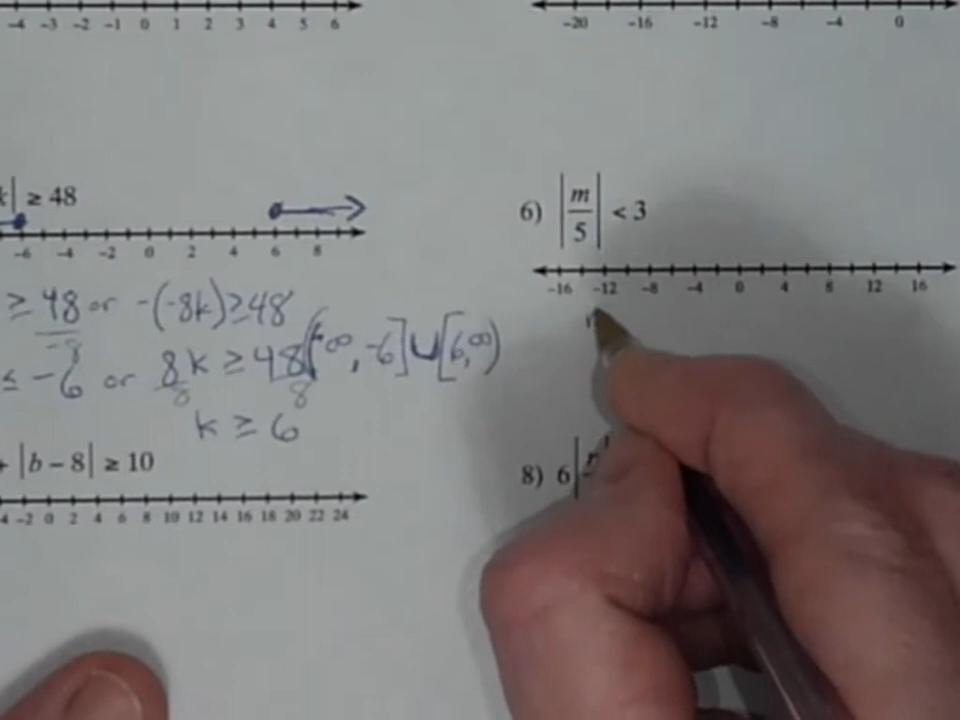 -4 -3 -2 -1 0 1 2 3 4 5 6
-20 -16 -12 -8 -4 0
k| ≥ 48
-6 -4 -2 0 2 4 6 8
≥ 48 or -(-8k) ≥ 48
-8
≤ -6 or 8k ≥ 48 (-∞, -6] ∪ [6, ∞)
8 8
k ≥ 6
+ |b - 8| ≥ 10
4 -2 0 2 4 6 8 10 12 14 16 18 20 22 24
6) |m/5| < 3
-16 -12 -8 -4 0 4 8 12 16
8) 6